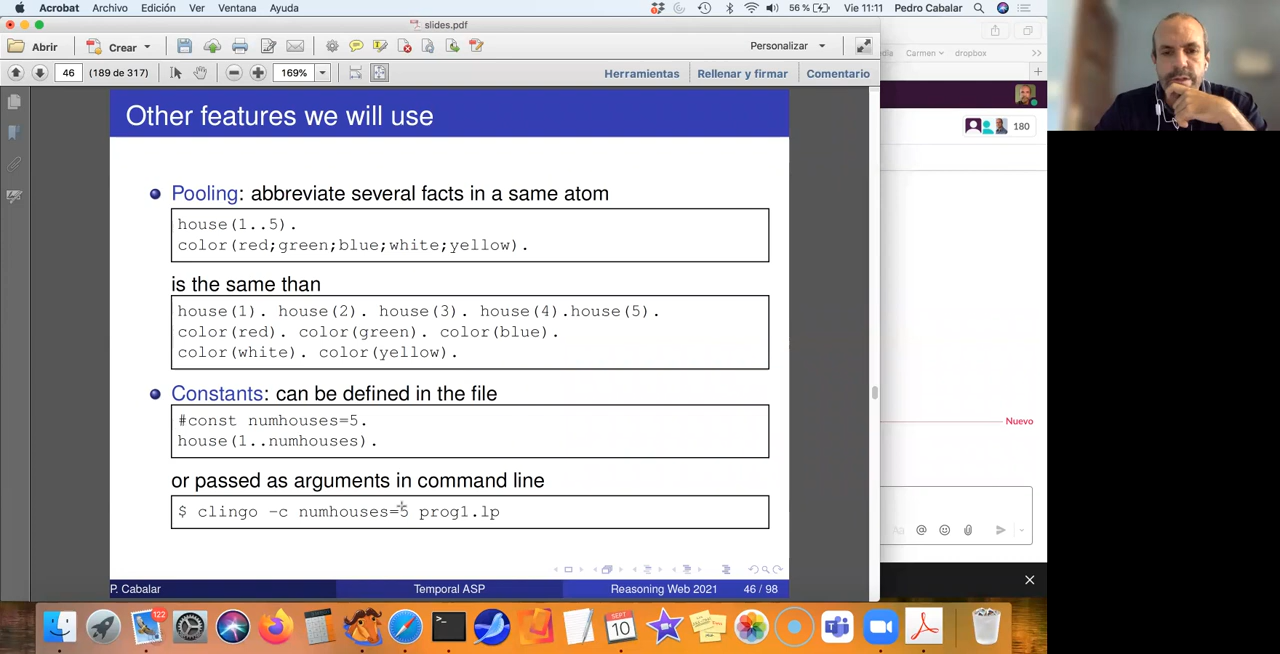 Acrobat Archivo Edición Ver Ventana Ayuda 56 % Vie 11:11 Pedro Cabalar
slides.pdf
Abrir Crear Personalizar
46 (189 de 317) 169% Herramientas Rellenar y firmar Comentario
Carmen dropbox
180
Other features we will use
Pooling: abbreviate several facts in a same atom
house(1..5).
color(red;green;blue;white;yellow).
is the same than
house(1). house(2). house(3). house(4).house(5).
color(red). color(green). color(blue).
color(white). color(yellow).
Constants: can be defined in the file
#const numhouses=5.
house(1..numhouses).
Nuevo
or passed as arguments in command line
$ clingo -c numhouses=5 prog1.lp
Aa @
P. Cabalar Temporal ASP Reasoning Web 2021 46 / 98
122
SEPT
10